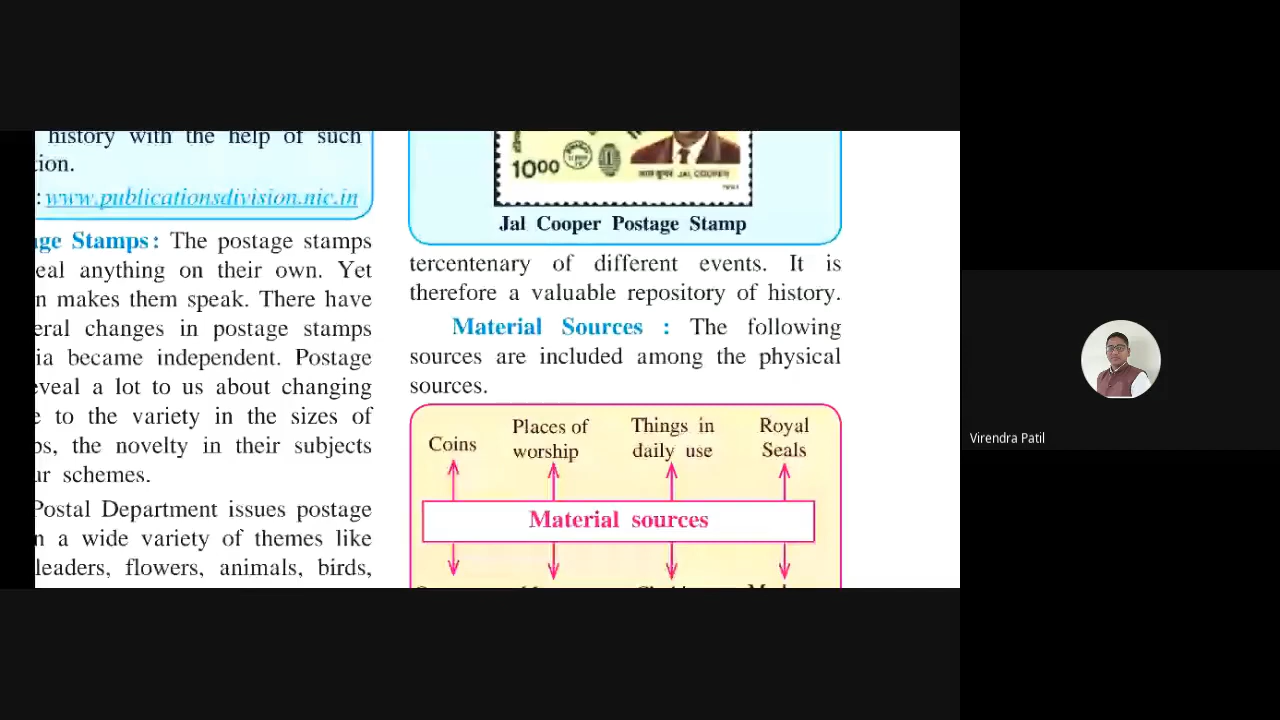 history with the help of such
tion.
: www.publicationsdivision.nic.in
ge Stamps : The postage stamps
eal anything on their own. Yet
n makes them speak. There have
eral changes in postage stamps
ia became independent. Postage
eveal a lot to us about changing
e to the variety in the sizes of
ps, the novelty in their subjects
ur schemes.
Postal Department issues postage
n a wide variety of themes like
leaders, flowers, animals, birds,
1000
JAL COOPER
Jal Cooper Postage Stamp
tercentenary of different events. It is
therefore a valuable repository of history.
Material Sources : The following
sources are included among the physical
sources.
Coins
Places of
worship
Things in
daily use
Royal
Seals
Material sources
Virendra Patil